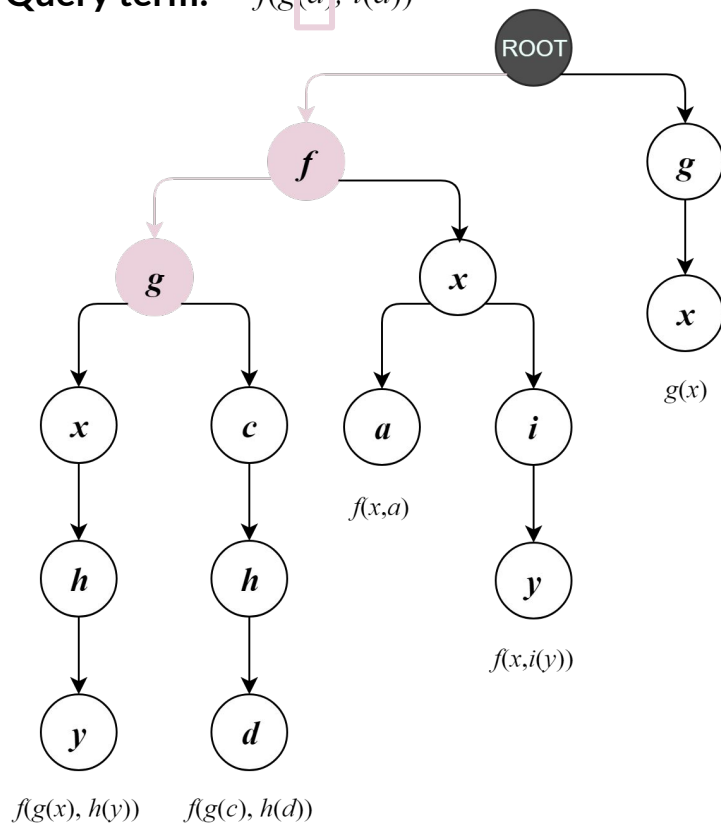 Query term:
ROOT
f
g
g
x
x
g(x)
x
c
a
i
f(x,a)
h
h
y
f(x,i(y))
y
d
f(g(x), h(y)) f(g(c), h(d))